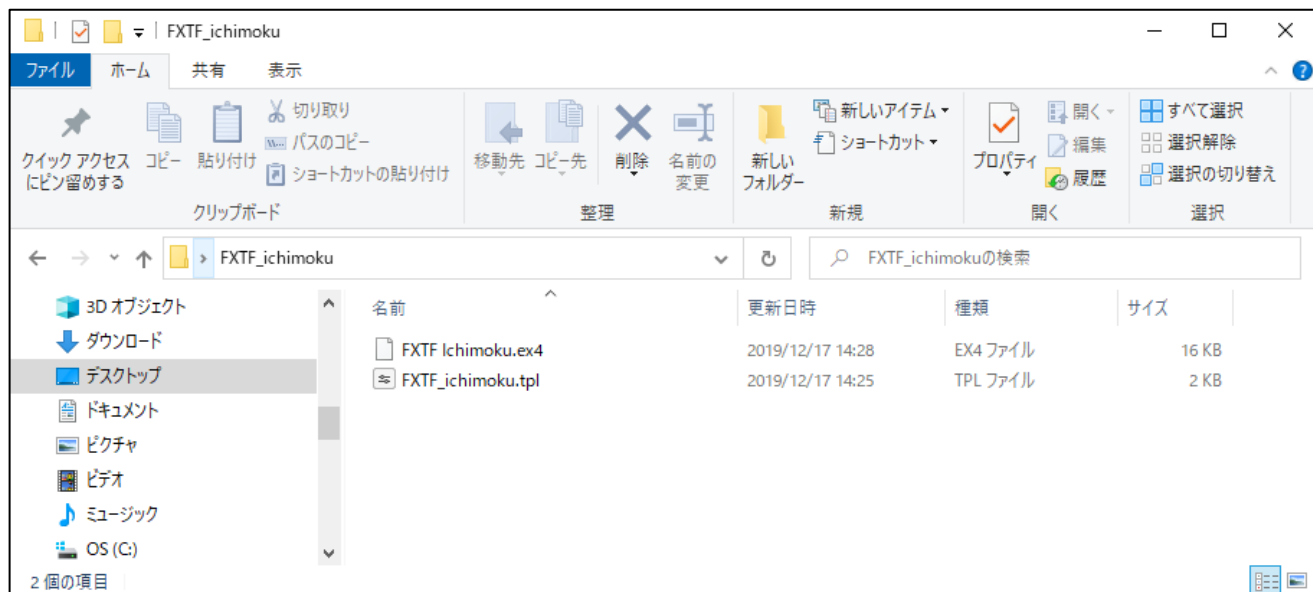 FXTF_ichimoku
ファイル ホーム 共有 表示
クイック アクセス
にピン留めする
コピー
貼り付け
切り取り
パスのコピー
ショートカットの貼り付け
クリップボード
移動先
コピー先
削除
名前の
変更
整理
新しい
フォルダー
新しいアイテム
ショートカット
新規
プロパティ
開く
編集
履歴
開く
すべて選択
選択解除
選択の切り替え
選択
FXTF_ichimoku
FXTF_ichimokuの検索
3D オブジェクト
ダウンロード
デスクトップ
ドキュメント
ピクチャ
ビデオ
ミュージック
OS (C:)
名前 更新日時 種類 サイズ
FXTF Ichimoku.ex4 2019/12/17 14:28 EX4 ファイル 16 KB
FXTF_ichimoku.tpl 2019/12/17 14:25 TPL ファイル 2 KB
2 個の項目